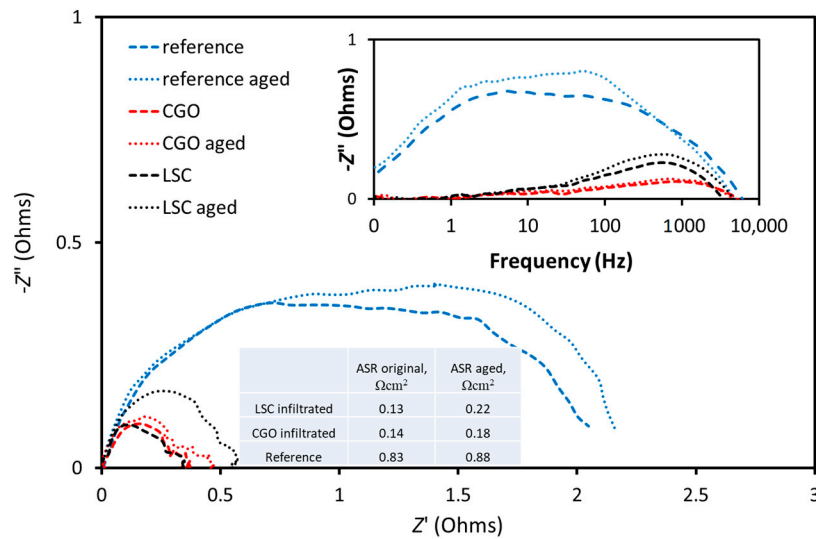 1
-Z" (Ohms)
0.5
0
reference
reference aged
CGO
CGO aged
LSC
LSC aged
1
-Z" (Ohms)
0
0 1 10 100 1000 10,000
Frequency (Hz)
ASR original, ASR aged,
Ωcm² Ωcm²
LSC infiltrated 0.13 0.22
CGO infiltrated 0.14 0.18
Reference 0.83 0.88
0 0.5 1 1.5 2 2.5 3
Z' (Ohms)